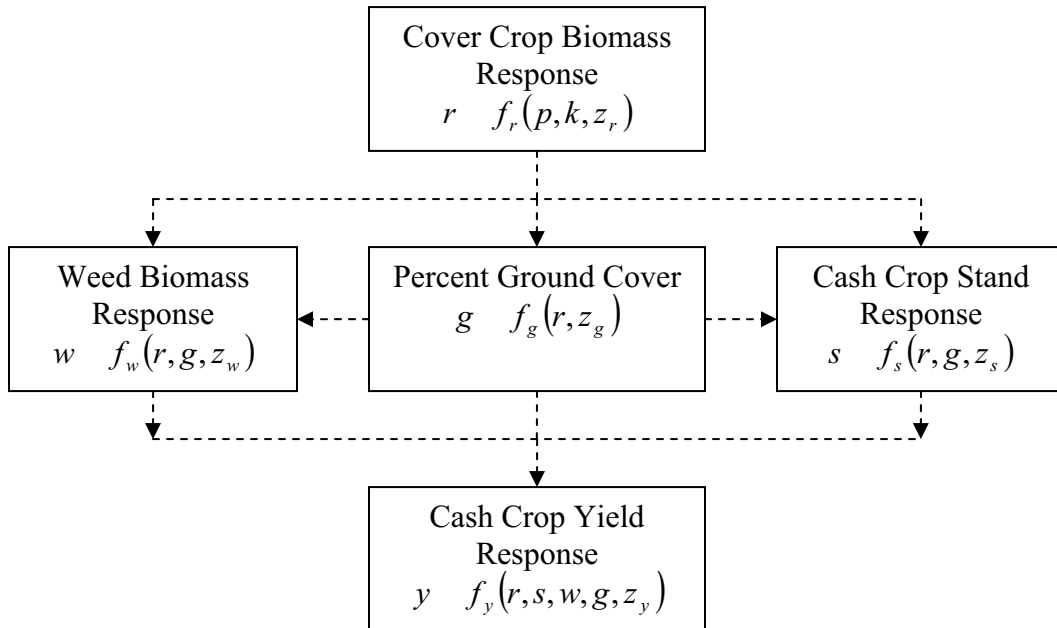 Cover Crop Biomass
Response
r f_r(p, k, z_r)
Weed Biomass
Response
w f_w(r, g, z_w)
Percent Ground Cover
g f_g(r, z_g)
Cash Crop Stand
Response
s f_s(r, g, z_s)
Cash Crop Yield
Response
y f_y(r, s, w, g, z_y)